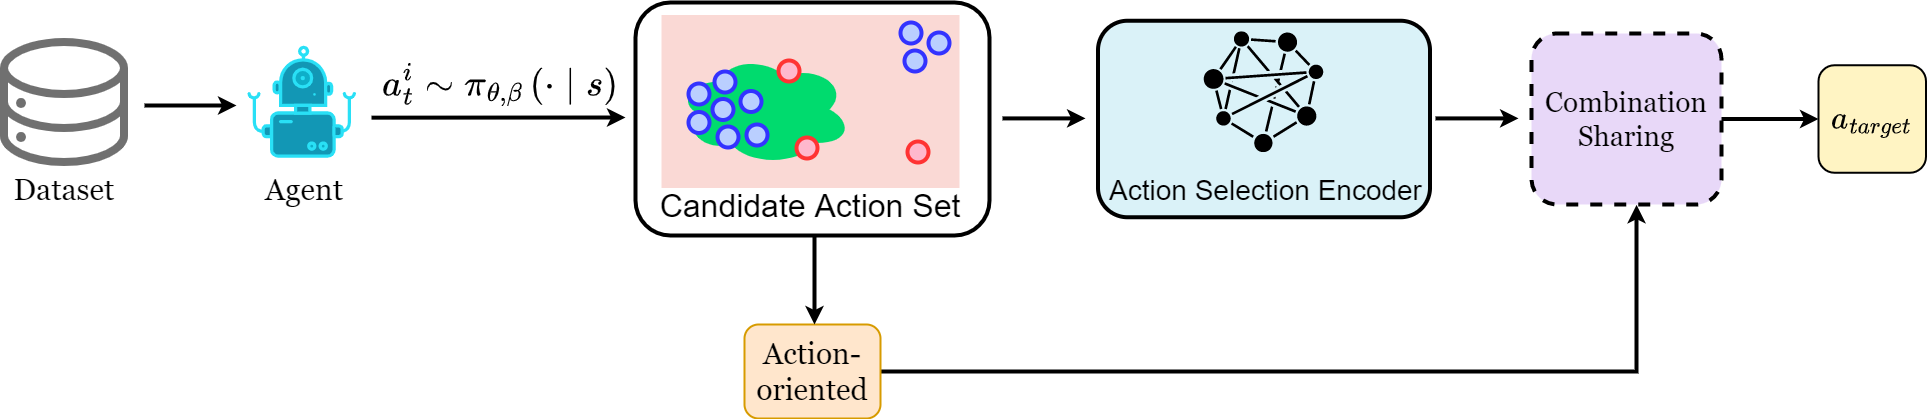 Dataset
Agent
$a_t^i \sim \pi_{\theta,\beta}(\cdot \mid s)$
Candidate Action Set
Action Selection Encoder
Combination
Sharing
$a_{target}$
Action-
oriented